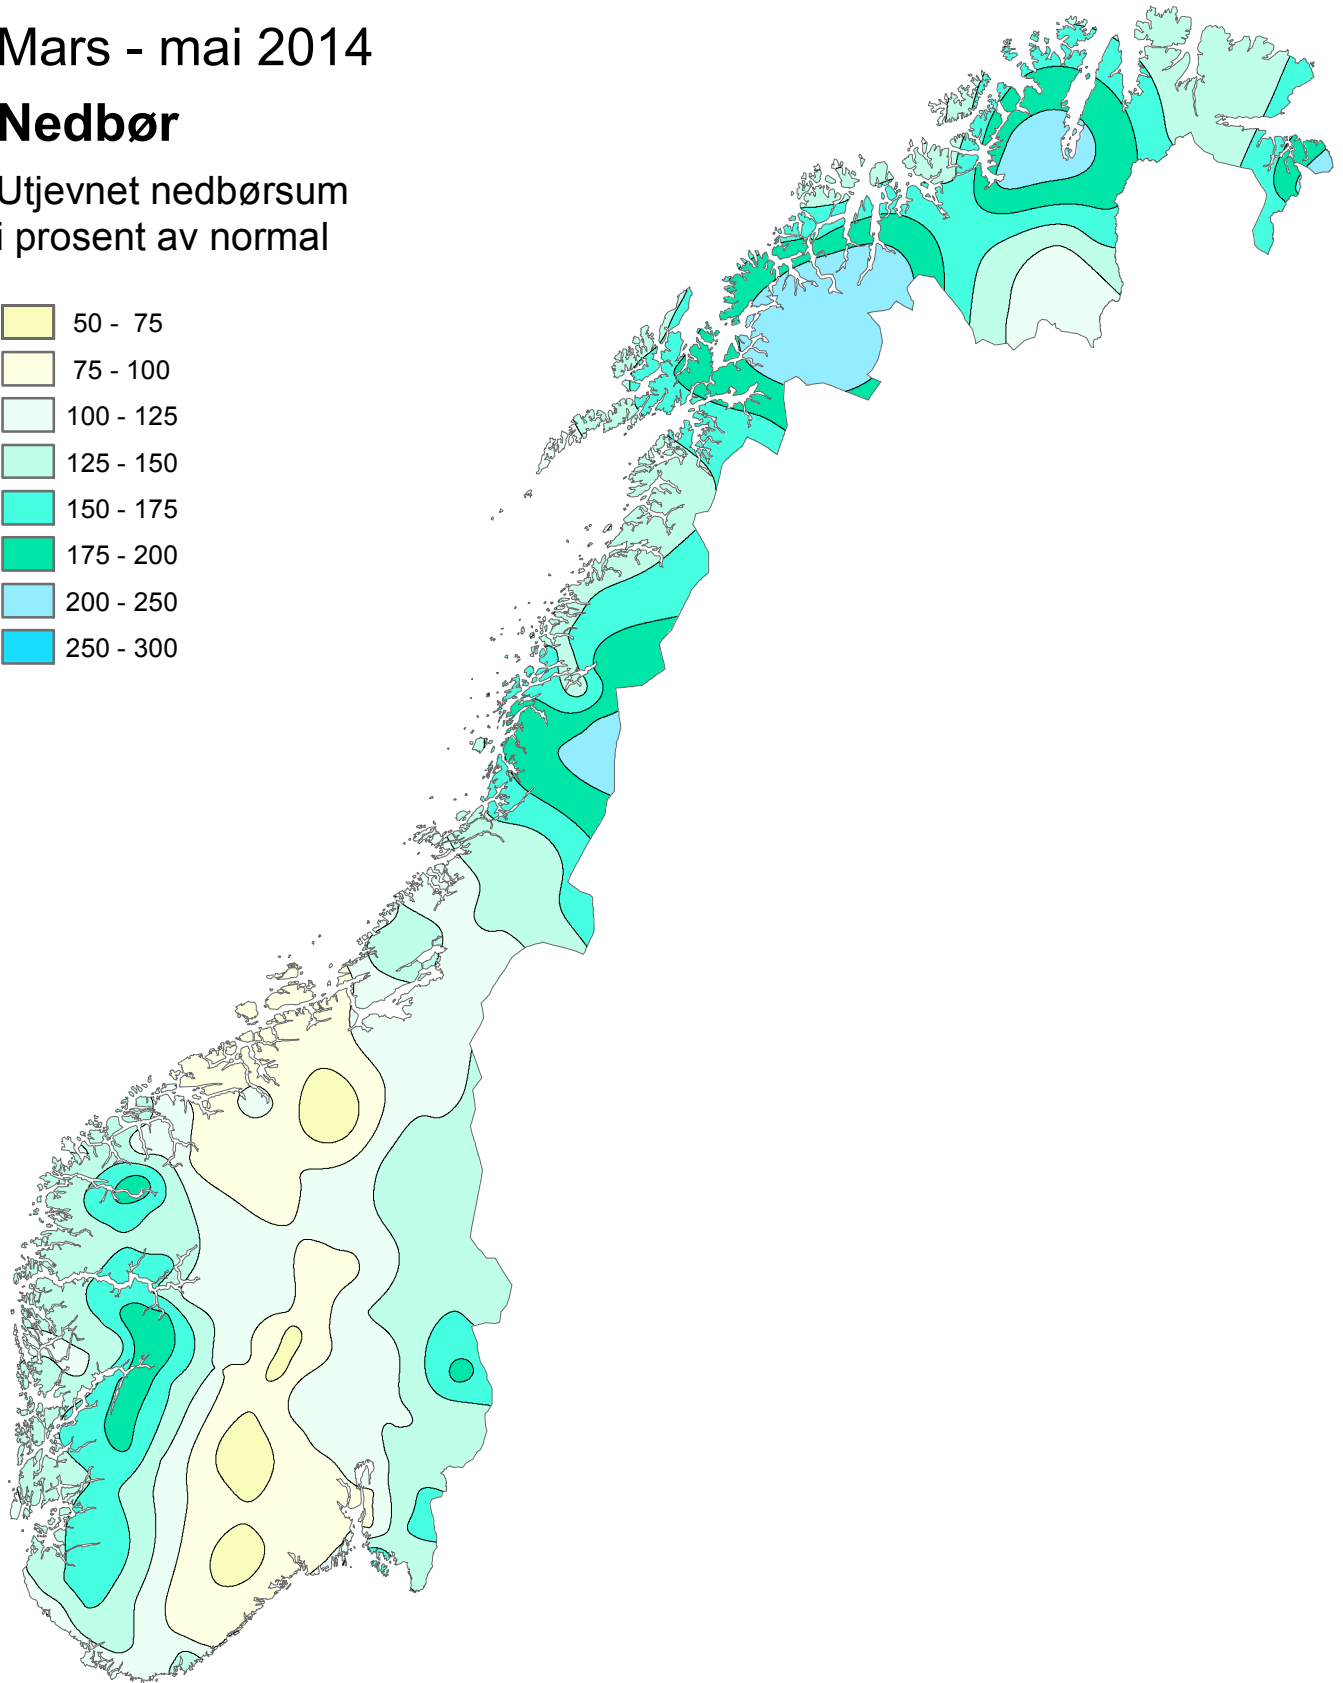 Mars - mai 2014
Nedbør
Utjevnet nedbørsum
i prosent av normal
50 - 75
75 - 100
100 - 125
125 - 150
150 - 175
175 - 200
200 - 250
250 - 300